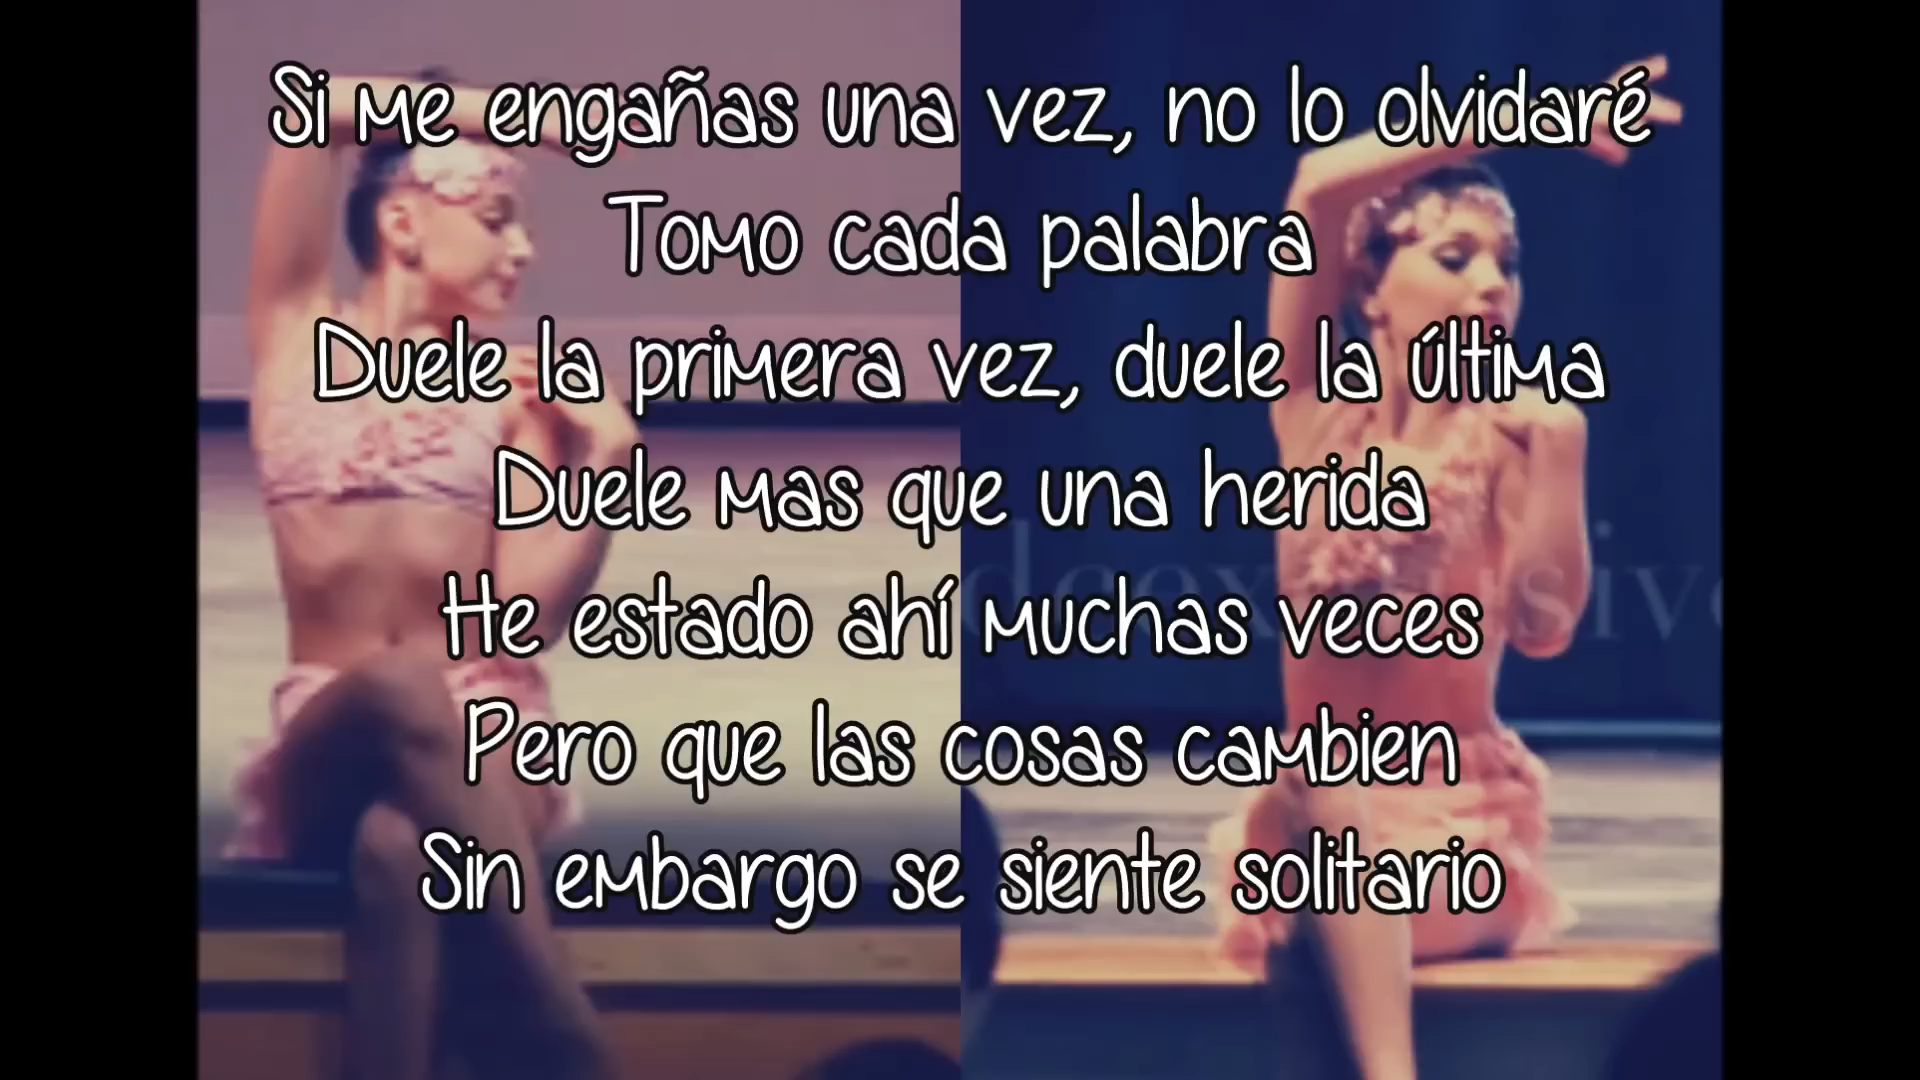 Si me engañas una vez, no lo olvidaré
Tomo cada palabra
Duele la primera vez, duele la última
Duele mas que una herida
He estado ahí muchas veces
Pero que las cosas cambien
Sin embargo se siente solitario